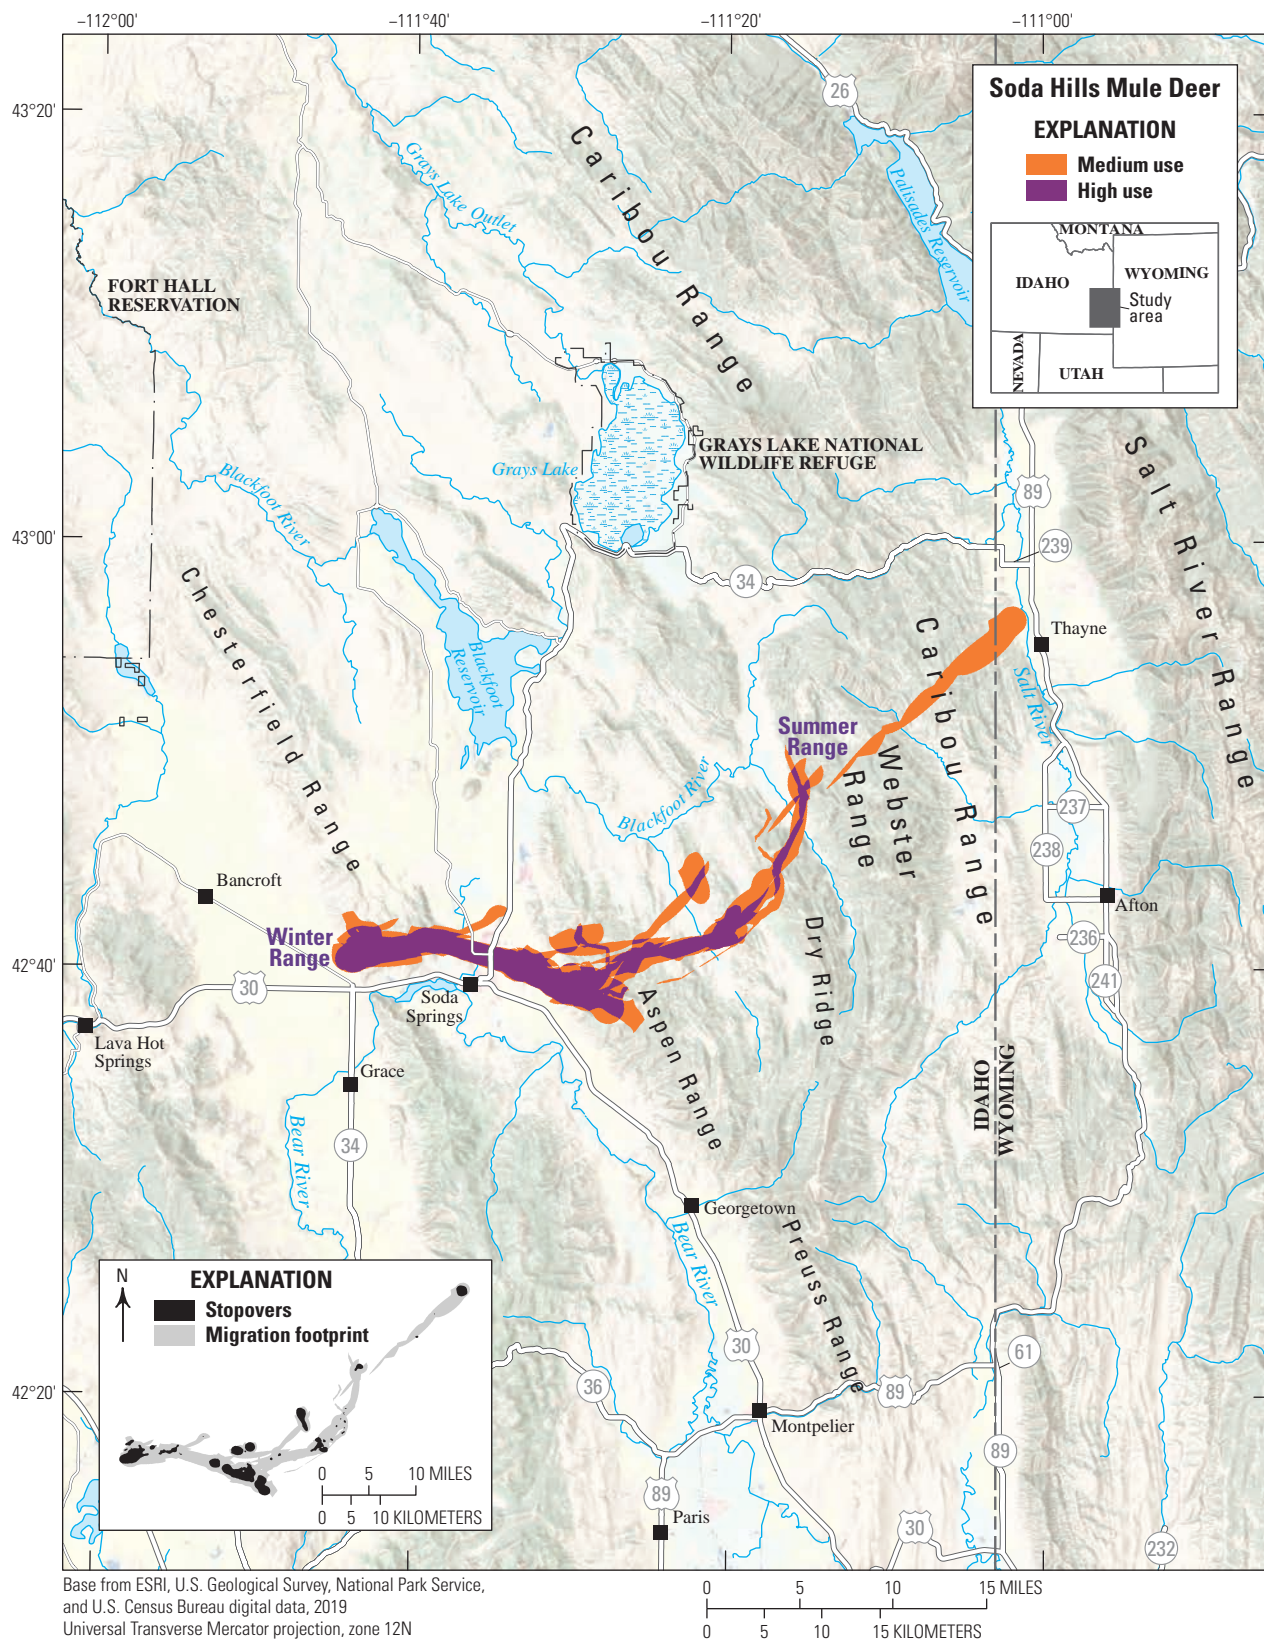 −112°00'
−111°40'
−111°20'
−111°00'
43°20'
43°00'
42°40'
42°20'
Soda Hills Mule Deer
EXPLANATION
Medium use
High use
MONTANA
IDAHO
WYOMING
Study
area
NEVADA
UTAH
26
Caribou Range
Palisades Reservoir
Grays Lake Outlet
FORT HALL
RESERVATION
GRAYS LAKE NATIONAL
WILDLIFE REFUGE
Grays Lake
Blackfoot River
Salt River Range
89
239
34
Chesterfield Range
Blackfoot
Reservoir
Caribou Range
Thayne
Salt River
Summer
Range
Webster
Range
Blackfoot River
237
238
Bancroft
Afton
Winter
Range
Dry Ridge
236
241
30
Soda
Springs
Aspen Range
Lava Hot
Springs
Grace
IDAHO
WYOMING
Bear River
34
Georgetown
Bear River
Preuss Range
30
61
36
89
Montpelier
89
89
Paris
30
232
N
EXPLANATION
Stopovers
Migration footprint
0 5 10 MILES
0 5 10 KILOMETERS
Base from ESRI, U.S. Geological Survey, National Park Service,
and U.S. Census Bureau digital data, 2019
Universal Transverse Mercator projection, zone 12N
0 5 10 15 MILES
0 5 10 15 KILOMETERS